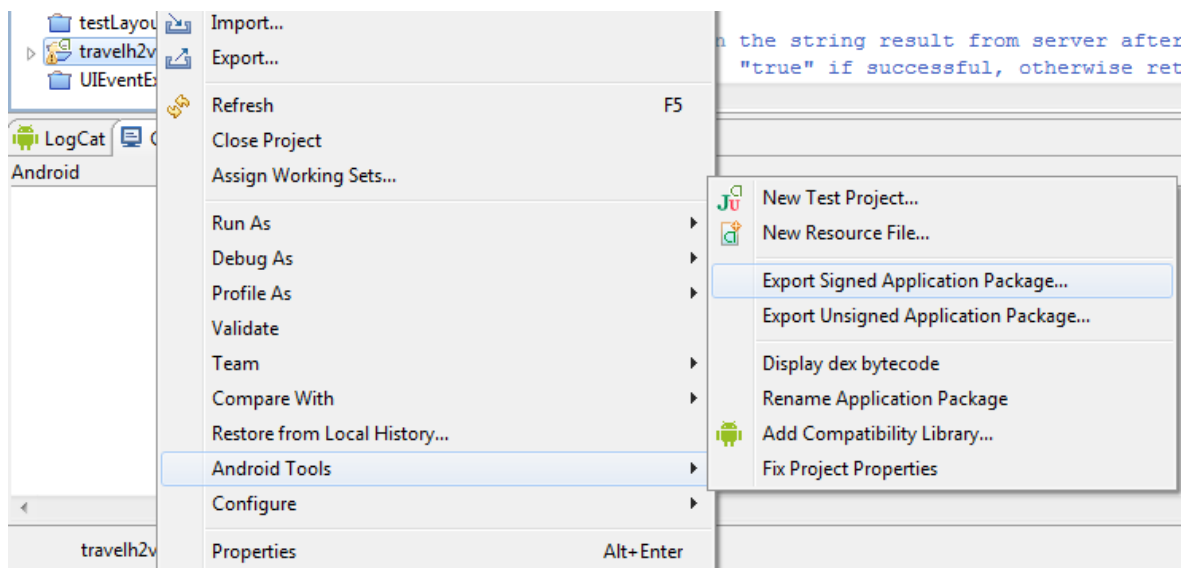 testLayou
travelh2v
UIEventEx
n the string result from server after
"true" if successful, otherwise ret
LogCat
Android
travelh2v
Import...
Export...
Refresh F5
Close Project
Assign Working Sets...
Run As
Debug As
Profile As
Validate
Team
Compare With
Restore from Local History...
Android Tools
Configure
Properties Alt+Enter
New Test Project...
New Resource File...
Export Signed Application Package...
Export Unsigned Application Package...
Display dex bytecode
Rename Application Package
Add Compatibility Library...
Fix Project Properties